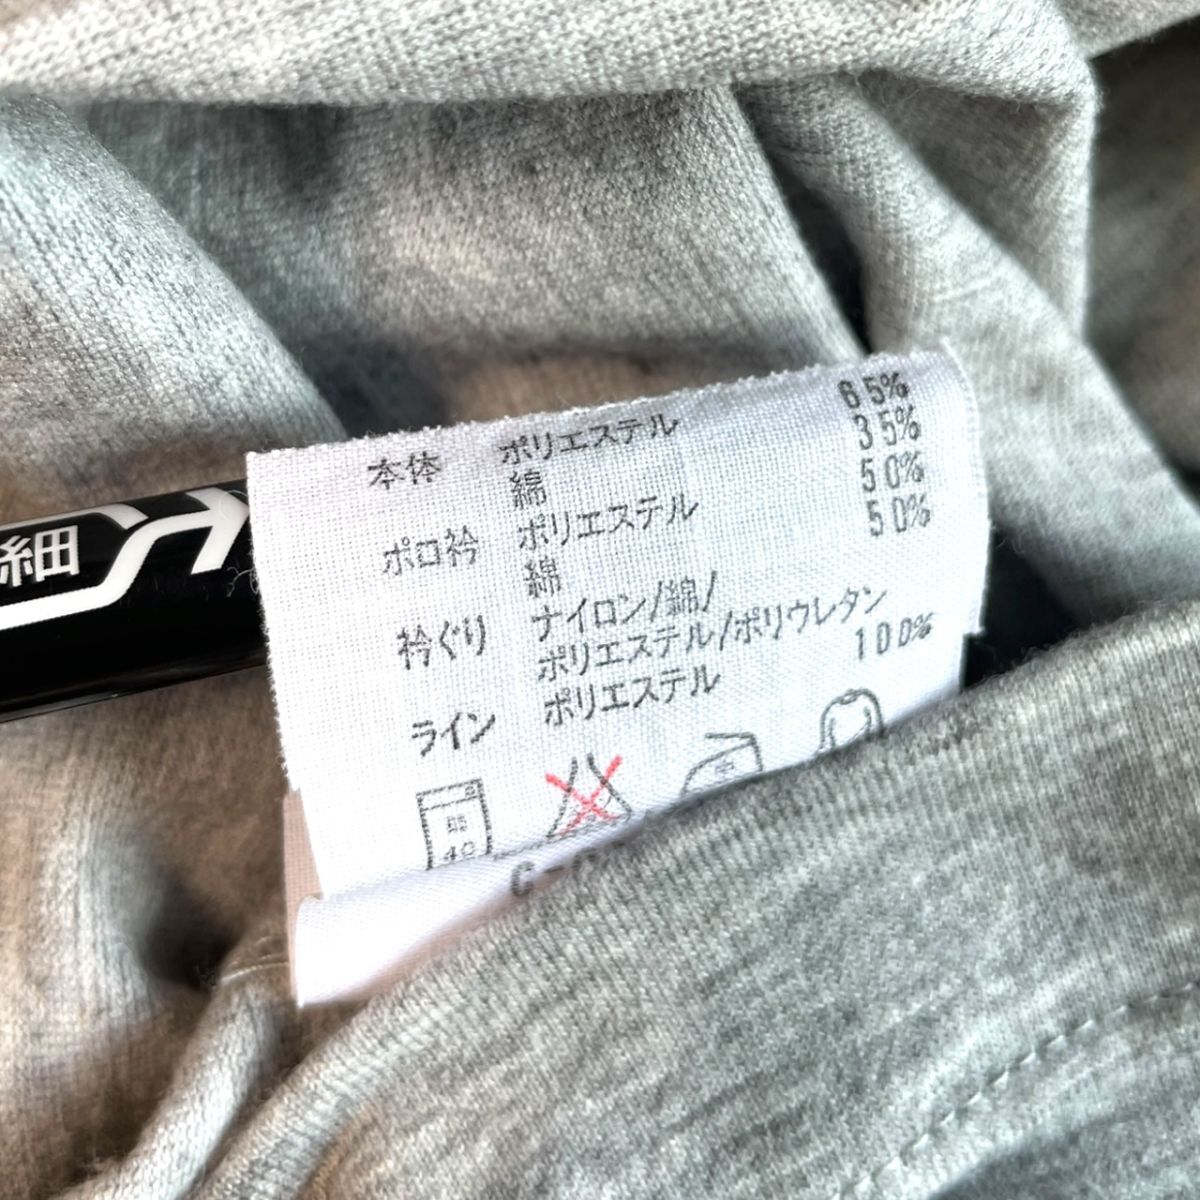 本体 ポリエステル 65%
綿 35%
ポロ衿 ポリエステル 50%
綿 50%
衿ぐり ナイロン/綿/
ポリエステル/ポリウレタン
ライン ポリエステル 100%
40
細